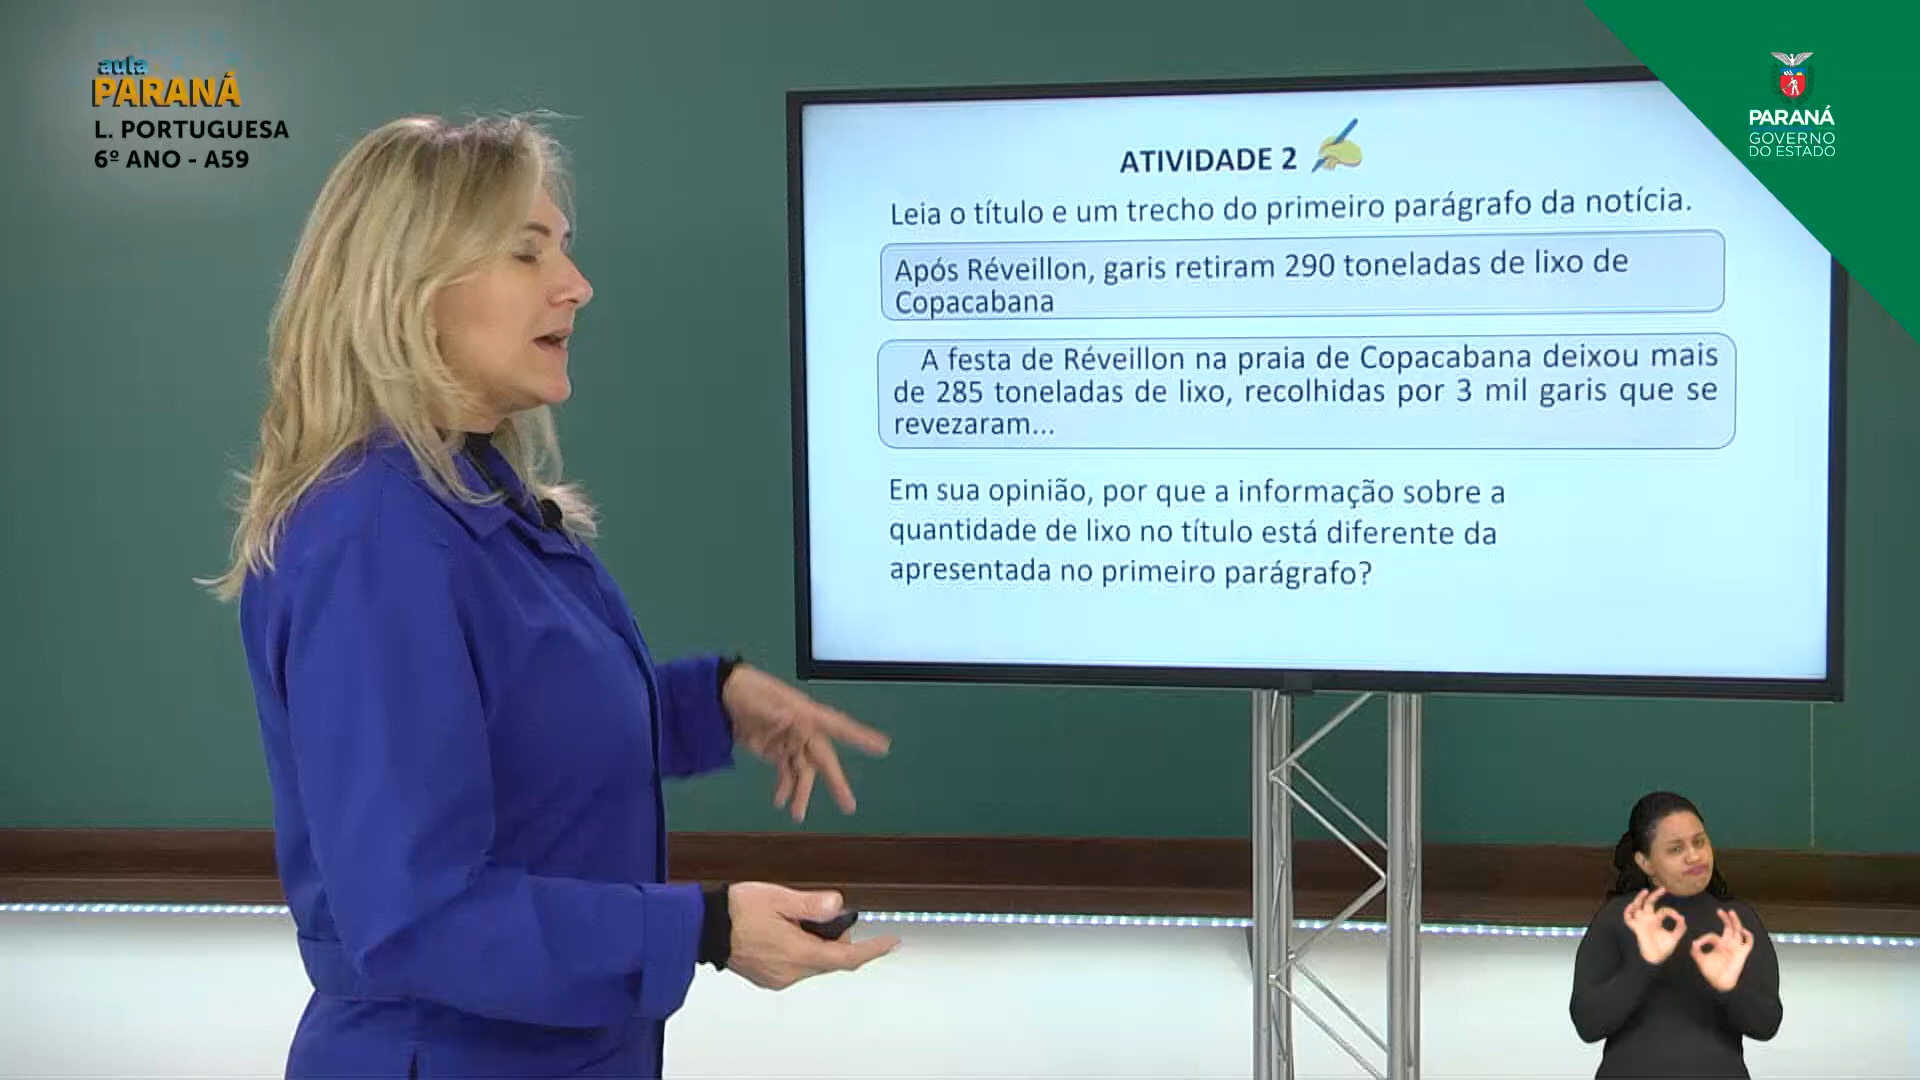 aula
PARANÁ
L. PORTUGUESA
6º ANO - A59
PARANÁ
GOVERNO
DO ESTADO
ATIVIDADE 2
Leia o título e um trecho do primeiro parágrafo da notícia.
Após Réveillon, garis retiram 290 toneladas de lixo de
Copacabana
A festa de Réveillon na praia de Copacabana deixou mais
de 285 toneladas de lixo, recolhidas por 3 mil garis que se
revezaram...
Em sua opinião, por que a informação sobre a
quantidade de lixo no título está diferente da
apresentada no primeiro parágrafo?